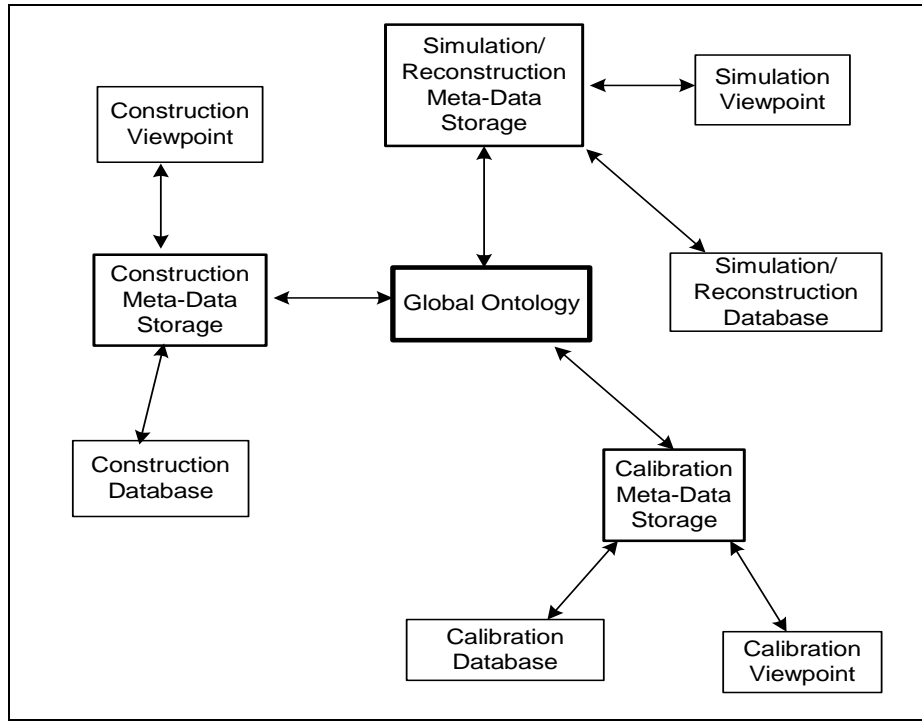 Simulation/
Reconstruction
Meta-Data
Storage
Simulation
Viewpoint
Construction
Viewpoint
Construction
Meta-Data
Storage
Global Ontology
Simulation/
Reconstruction
Database
Construction
Database
Calibration
Meta-Data
Storage
Calibration
Database
Calibration
Viewpoint